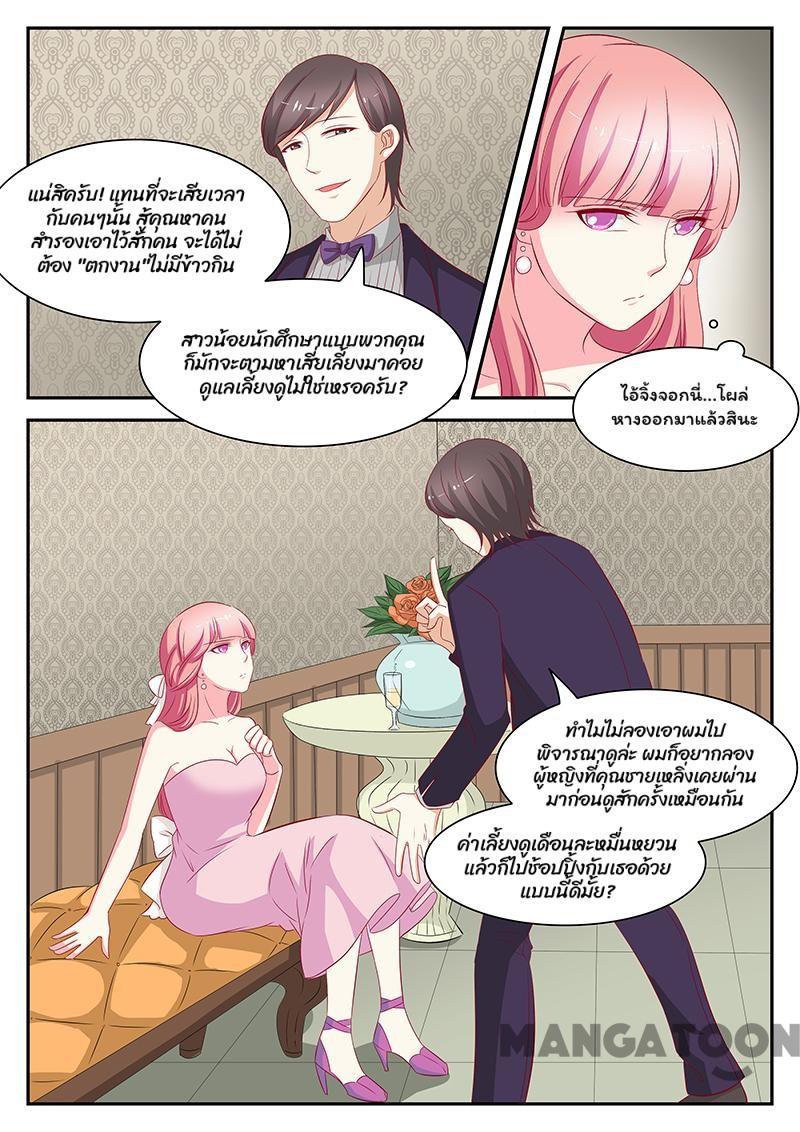 แน่สิครับ! แทนที่จะเสียเวลา
กับคนๆนั้น สู้คุณหาคน
สำรองเอาไว้สักคน จะได้ไม่
ต้อง "ตกงาน"ไม่มีข้าวกิน
สาวน้อยนักศึกษาแบบพวกคุณ
ก็มักจะตามหาเสี่ยเลี้ยงมาคอย
ดูแลเลี้ยงดูไม่ใช่เหรอครับ?
ไอ้จิ้งจอกนี่...โผล่
หางออกมาแล้วสินะ
ทำไมไม่ลองเอาผมไป
พิจารณาดูล่ะ ผมก็อยากลอง
ผู้หญิงที่คุณชายเหลิ่งเคยผ่าน
มาก่อนดูสักครั้งเหมือนกัน
ค่าเลี้ยงดูเดือนละหมื่นหยวน
แล้วก็ไปช้อปปิ้งกับเธอด้วย
แบบนี้ดีมั้ย?
MANGATOON